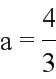 a = 4/3